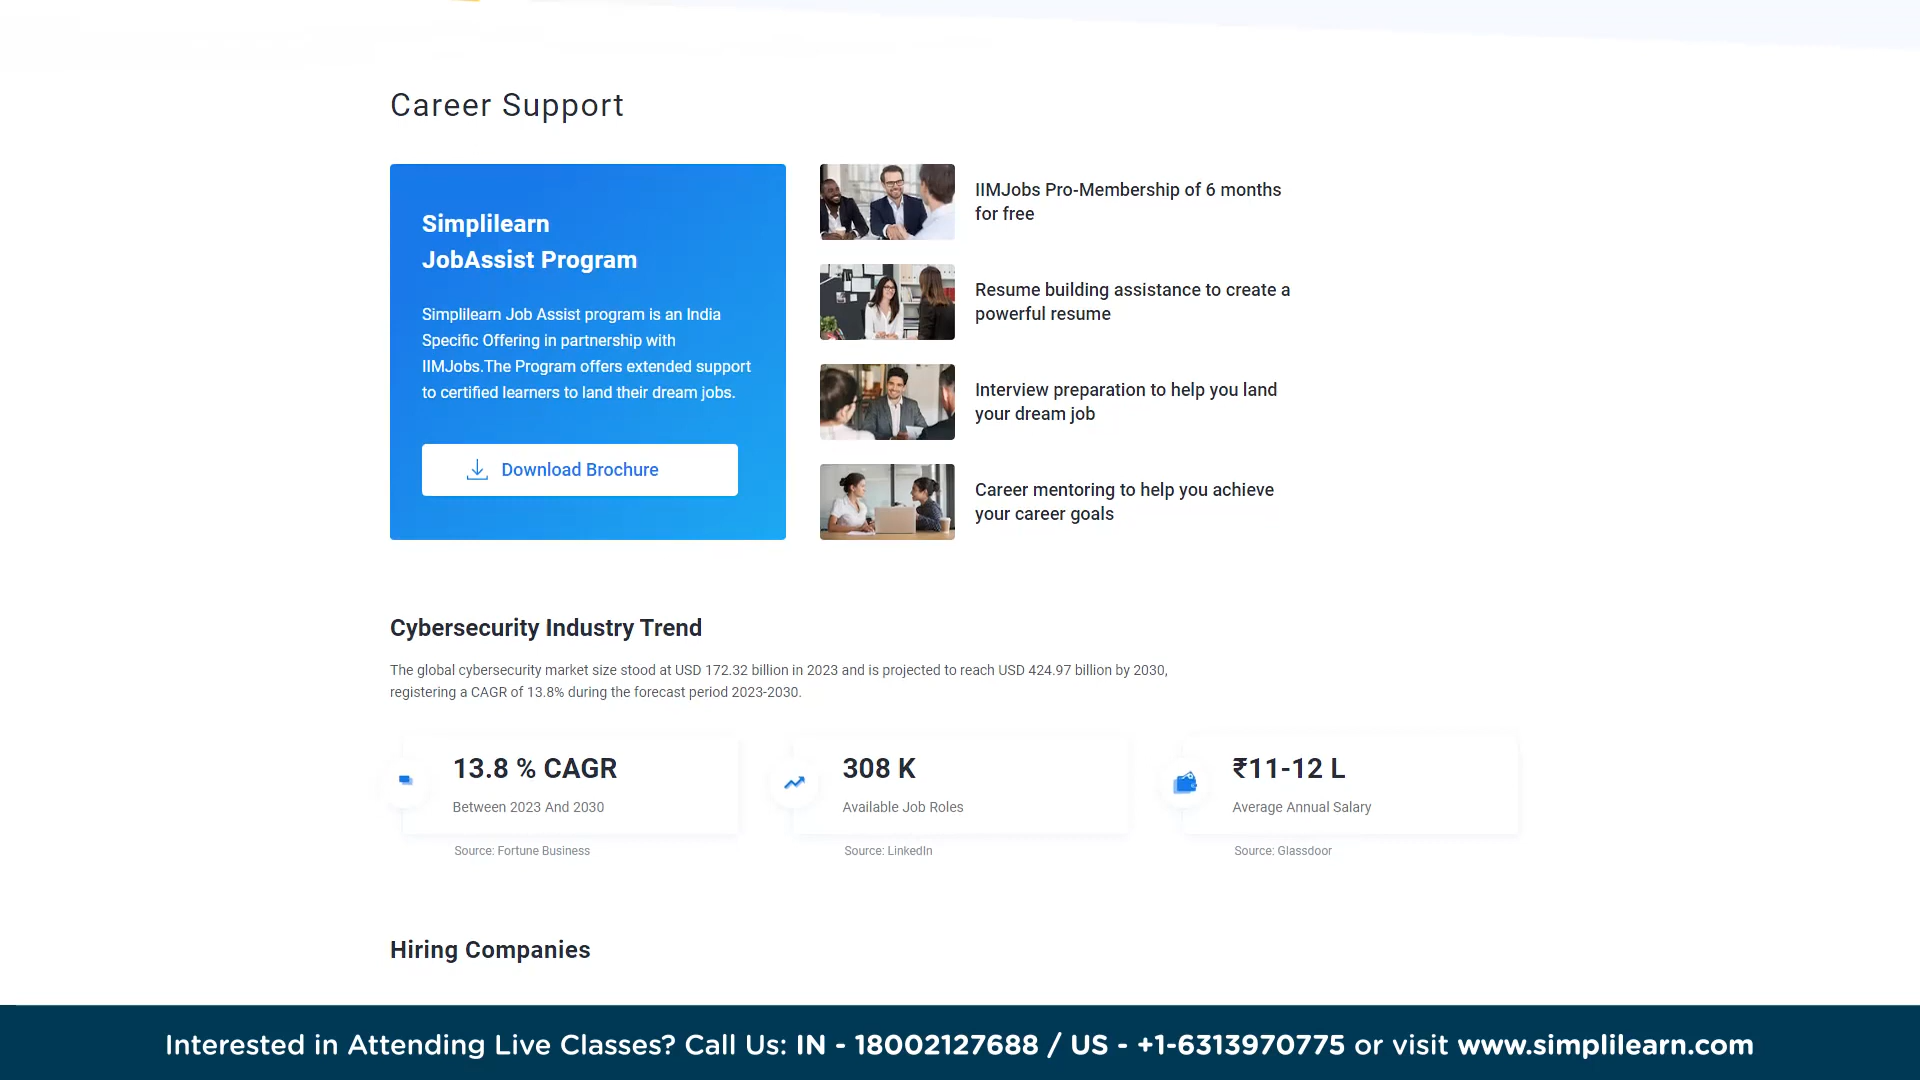 Career Support
Simplilearn
JobAssist Program
Simplilearn Job Assist program is an India
Specific Offering in partnership with
IIMJobs.The Program offers extended support
to certified learners to land their dream jobs.
Download Brochure
IIMJobs Pro-Membership of 6 months
for free
Resume building assistance to create a
powerful resume
Interview preparation to help you land
your dream job
Career mentoring to help you achieve
your career goals
Cybersecurity Industry Trend
The global cybersecurity market size stood at USD 172.32 billion in 2023 and is projected to reach USD 424.97 billion by 2030,
registering a CAGR of 13.8% during the forecast period 2023-2030.
13.8 % CAGR
Between 2023 And 2030
Source: Fortune Business
308 K
Available Job Roles
Source: LinkedIn
₹11-12 L
Average Annual Salary
Source: Glassdoor
Hiring Companies
Interested in Attending Live Classes? Call Us: IN - 18002127688 / US - +1-6313970775 or visit www.simplilearn.com